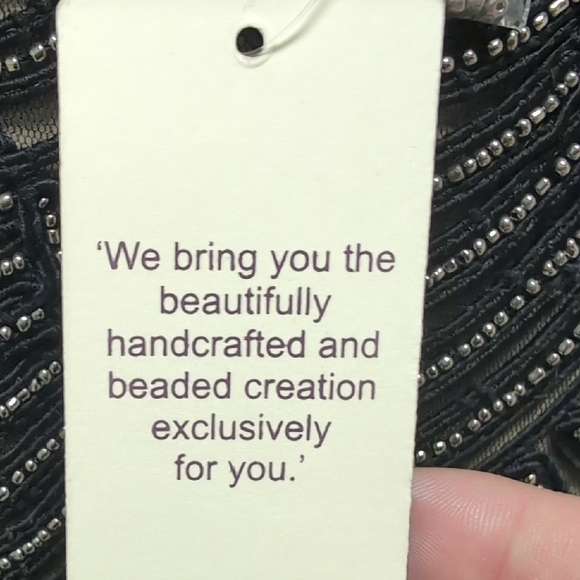 ‘We bring you the
beautifully
handcrafted and
beaded creation
exclusively
for you.’